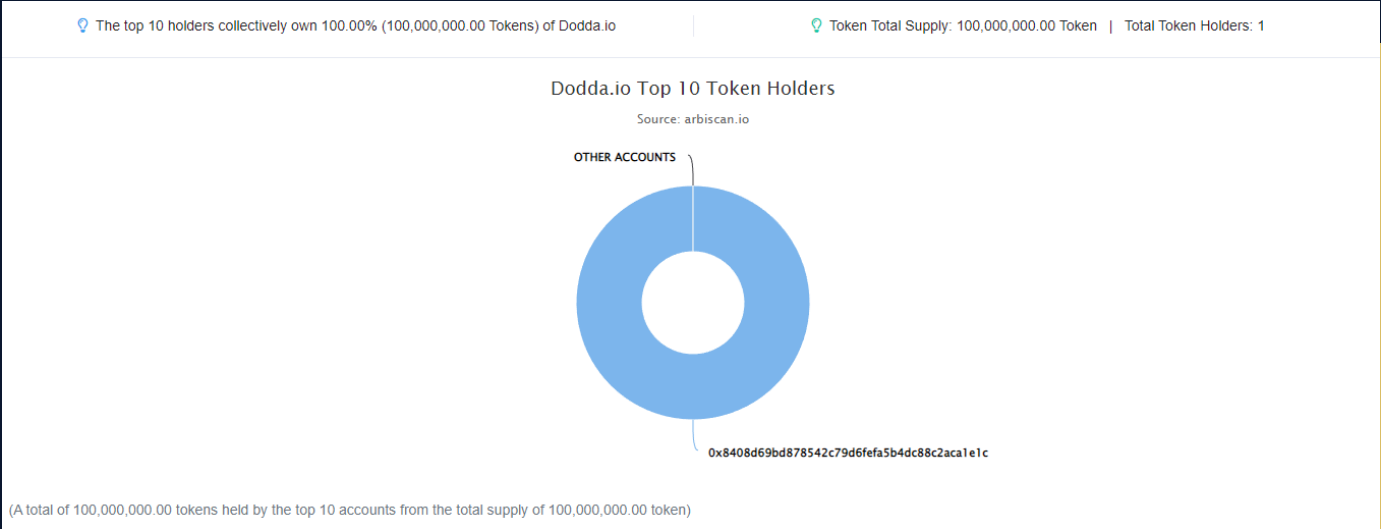 The top 10 holders collectively own 100.00% (100,000,000.00 Tokens) of Dodda.io
Token Total Supply: 100,000,000.00 Token | Total Token Holders: 1
Dodda.io Top 10 Token Holders
Source: arbiscan.io
OTHER ACCOUNTS
0x8408d69bd878542c79d6fefa5b4dc88c2aca1e1c
(A total of 100,000,000.00 tokens held by the top 10 accounts from the total supply of 100,000,000.00 token)